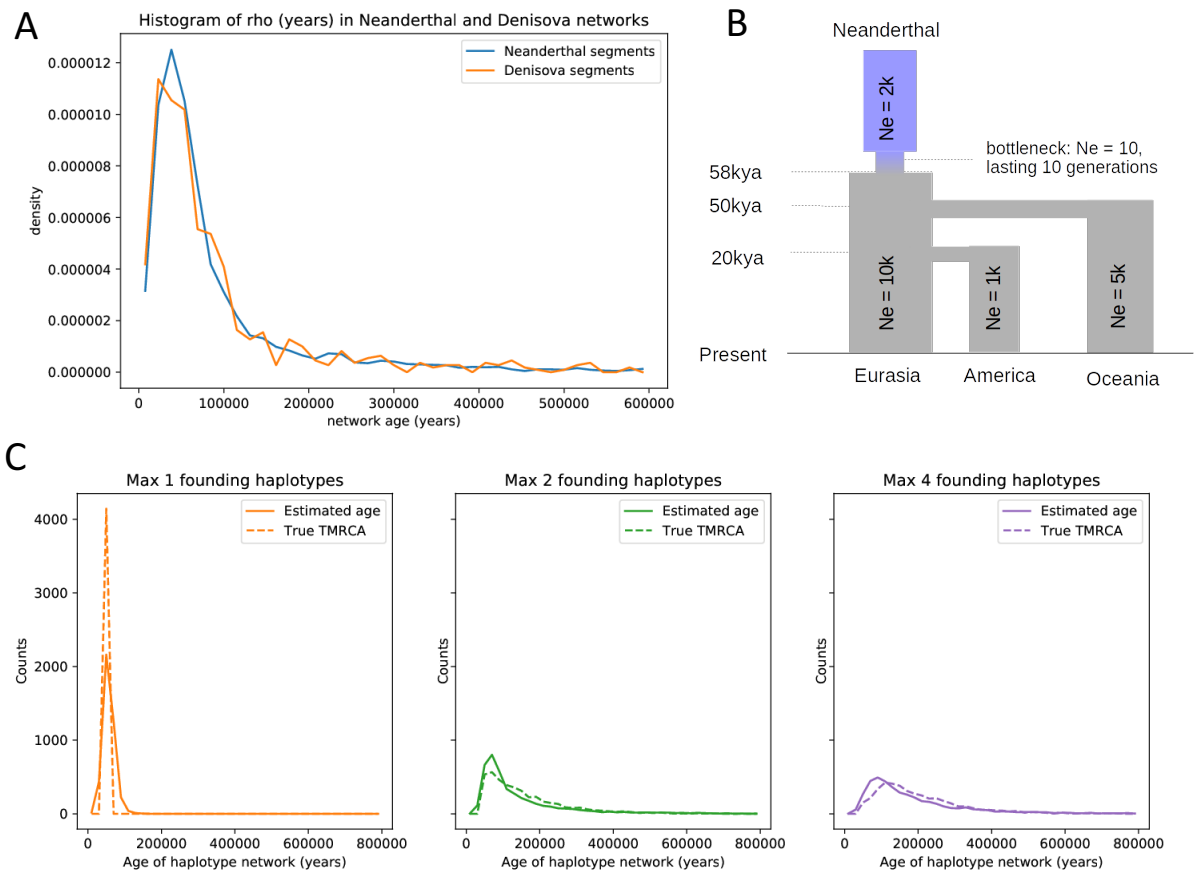 A
Histogram of rho (years) in Neanderthal and Denisova networks
Neanderthal segments
Denisova segments
0.000012
0.000010
0.000008
0.000006
0.000004
0.000002
0.000000
density
0
100000
200000
300000
400000
500000
600000
network age (years)
B
Neanderthal
Ne = 2k
bottleneck: Ne = 10,
lasting 10 generations
58kya
50kya
20kya
Ne = 10k
Ne = 1k
Ne = 5k
Present
Eurasia
America
Oceania
C
Max 1 founding haplotypes
Estimated age
True TMRCA
4000
3000
2000
1000
0
Counts
0
200000
400000
600000
800000
Age of haplotype network (years)
Max 2 founding haplotypes
Estimated age
True TMRCA
Counts
0
200000
400000
600000
800000
Age of haplotype network (years)
Max 4 founding haplotypes
Estimated age
True TMRCA
Counts
0
200000
400000
600000
800000
Age of haplotype network (years)